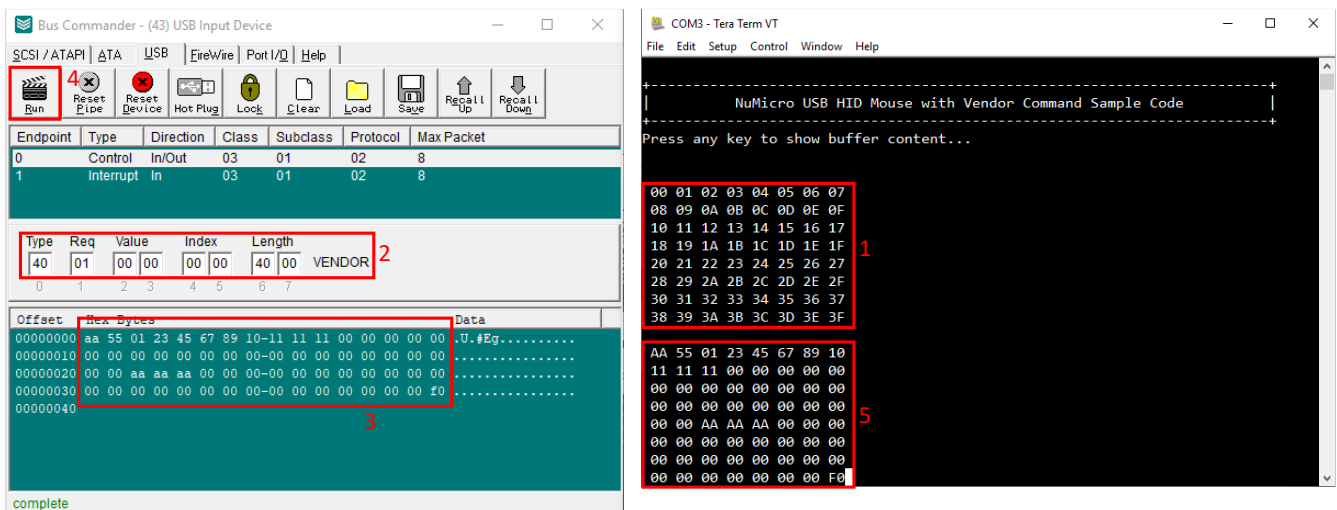 Bus Commander - (43) USB Input Device
SCSI / ATAPI ATA USB FireWire Port I/O Help
4
Run Reset Pipe Reset Device Hot Plug Lock Clear Load Save Recall Up Recall Down
Endpoint Type Direction Class Subclass Protocol Max Packet
0 Control In/Out 03 01 02 8
1 Interrupt In 03 01 02 8
Type Req Value Index Length
40 01 00 00 00 00 40 00 VENDOR 2
0 1 2 3 4 5 6 7
Offset Hex Bytes Data
00000000 aa 55 01 23 45 67 89 10-11 11 11 00 00 00 00 00 .U.#Eg..........
00000010 00 00 00 00 00 00 00 00-00 00 00 00 00 00 00 00 ................
00000020 00 00 aa aa aa 00 00 00-00 00 00 00 00 00 00 00 ................
00000030 00 00 00 00 00 00 00 00-00 00 00 00 00 00 00 f0 ................
00000040
3
complete
COM3 - Tera Term VT
File Edit Setup Control Window Help
+-----------------------------------------------------------------+
| NuMicro USB HID Mouse with Vendor Command Sample Code |
+-----------------------------------------------------------------+
Press any key to show buffer content...
00 01 02 03 04 05 06 07
08 09 0A 0B 0C 0D 0E 0F
10 11 12 13 14 15 16 17
18 19 1A 1B 1C 1D 1E 1F
1
20 21 22 23 24 25 26 27
28 29 2A 2B 2C 2D 2E 2F
30 31 32 33 34 35 36 37
38 39 3A 3B 3C 3D 3E 3F
AA 55 01 23 45 67 89 10
11 11 11 00 00 00 00 00
00 00 00 00 00 00 00 00
00 00 00 00 00 00 00 00
00 00 AA AA AA 00 00 00
5
00 00 00 00 00 00 00 00
00 00 00 00 00 00 00 00
00 00 00 00 00 00 00 F0